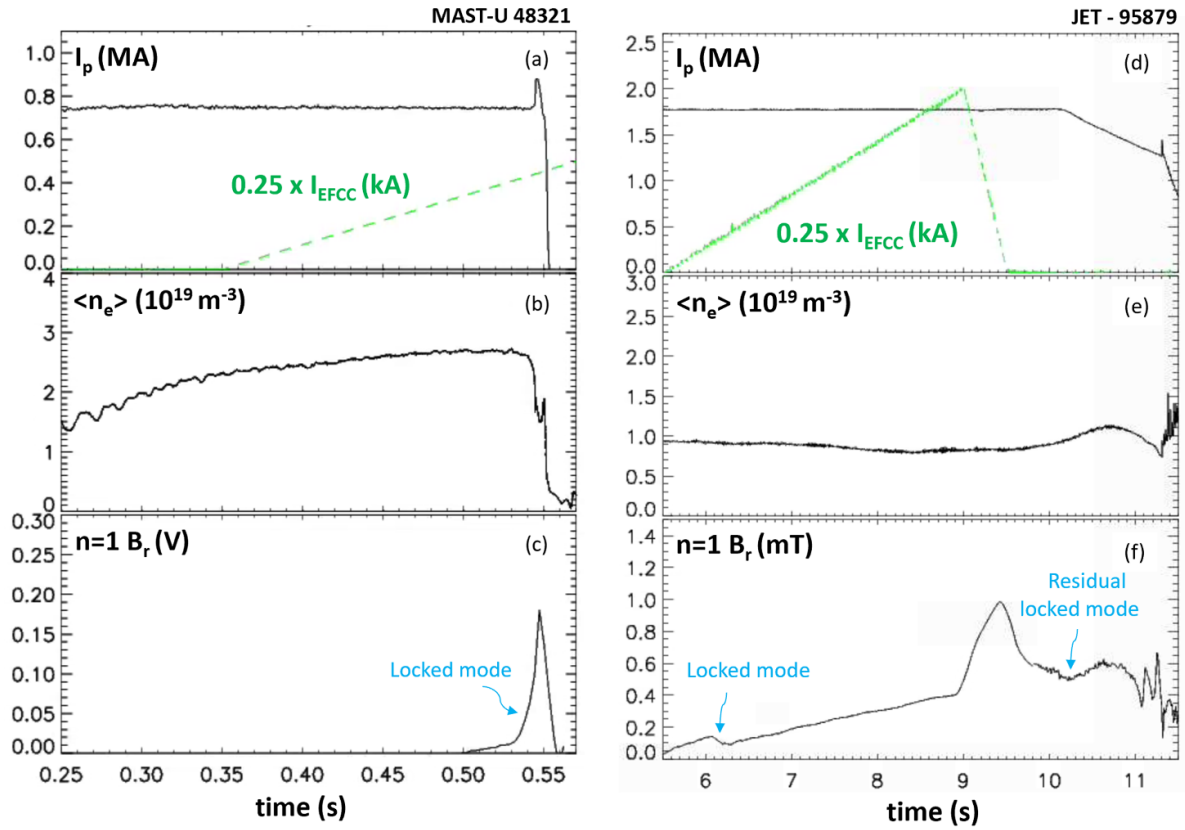 MAST-U 48321
I_p (MA)
(a)
1.0
0.8
0.6
0.4
0.2
0.0
0.25 x I_EFCC (kA)
<n_e> (10^19 m^-3)
(b)
4
3
2
1
0
n=1 B_r (V)
(c)
0.30
0.25
0.20
0.15
0.10
0.05
0.00
Locked mode
0.25 0.30 0.35 0.40 0.45 0.50 0.55
time (s)
JET - 95879
I_p (MA)
(d)
2.5
2.0
1.5
1.0
0.5
0.0
0.25 x I_EFCC (kA)
<n_e> (10^19 m^-3)
(e)
3.0
2.5
2.0
1.5
1.0
0.5
0.0
n=1 B_r (mT)
(f)
1.4
1.2
1.0
0.8
0.6
0.4
0.2
0.0
Residual
locked mode
Locked mode
6 7 8 9 10 11
time (s)